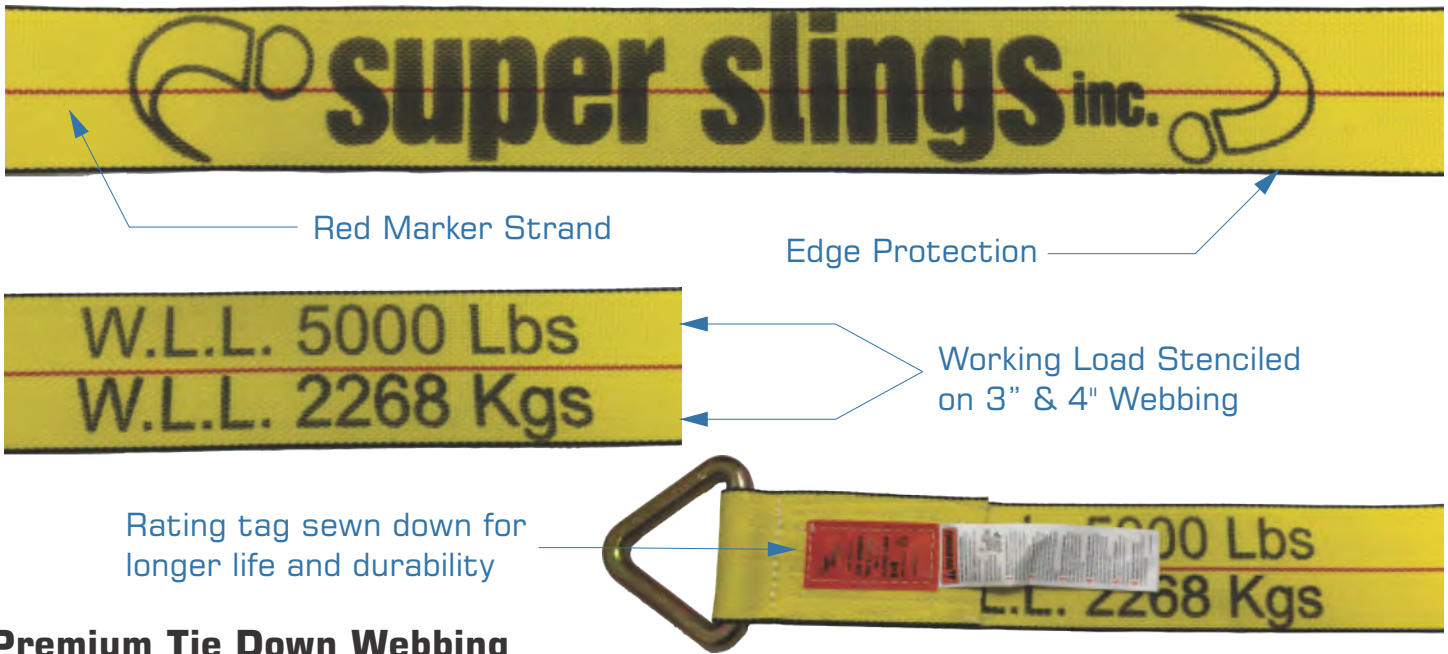 super slings inc.
Red Marker Strand
Edge Protection
W.L.L. 5000 Lbs
W.L.L. 2268 Kgs
Working Load Stenciled
on 3” & 4" Webbing
Rating tag sewn down for
longer life and durability
00 Lbs
L.L. 2268 Kgs
Premium Tie Down Webbing